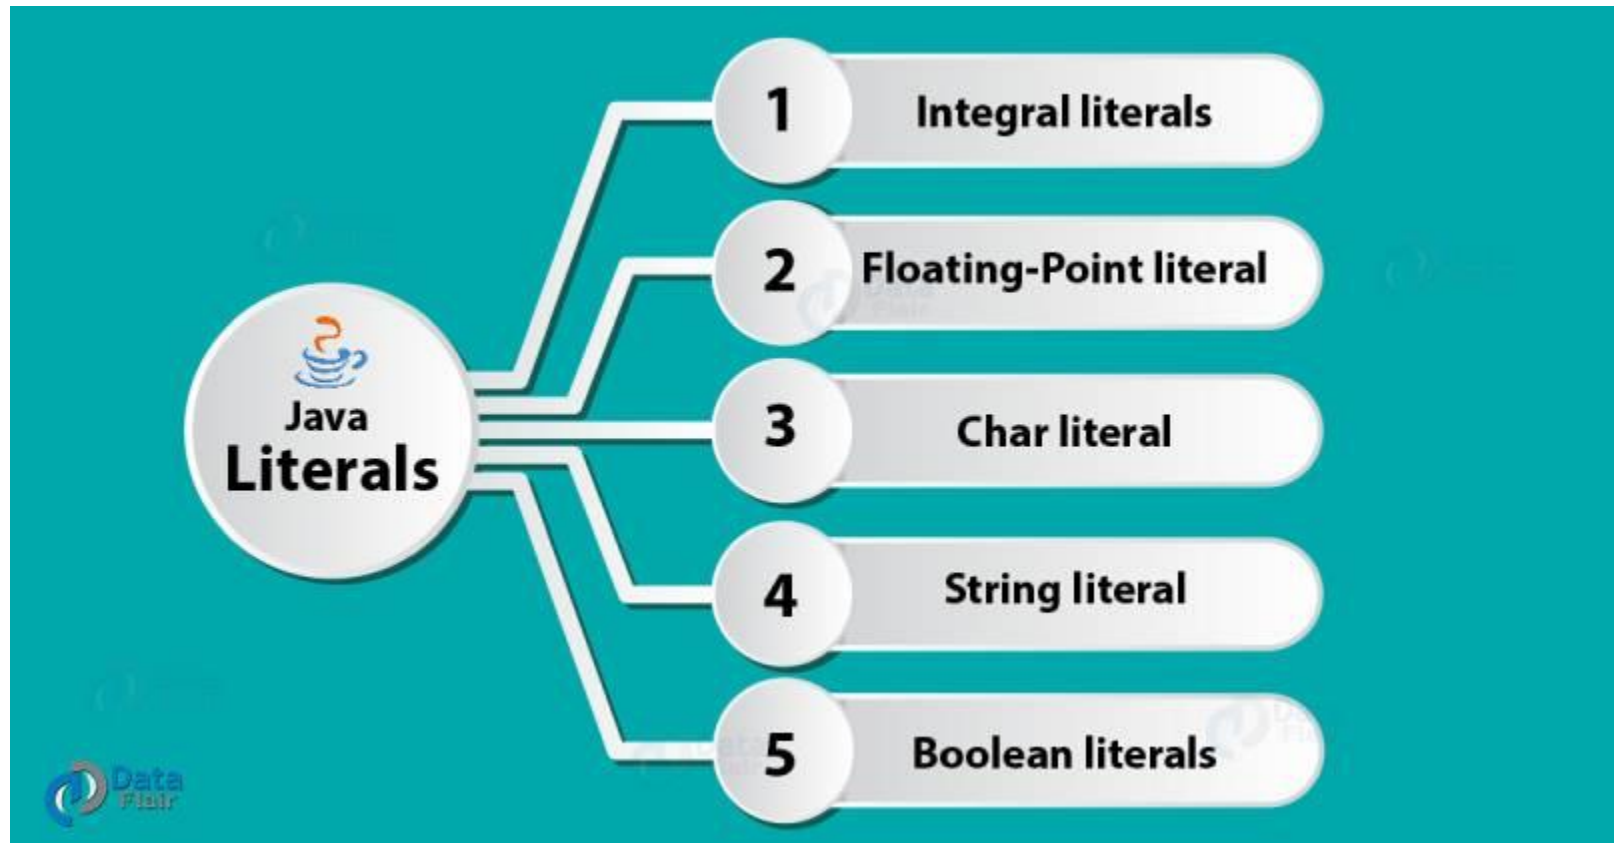 Java
Literals
1
Integral literals
2
Floating-Point literal
3
Char literal
4
String literal
5
Boolean literals
Data
Flair